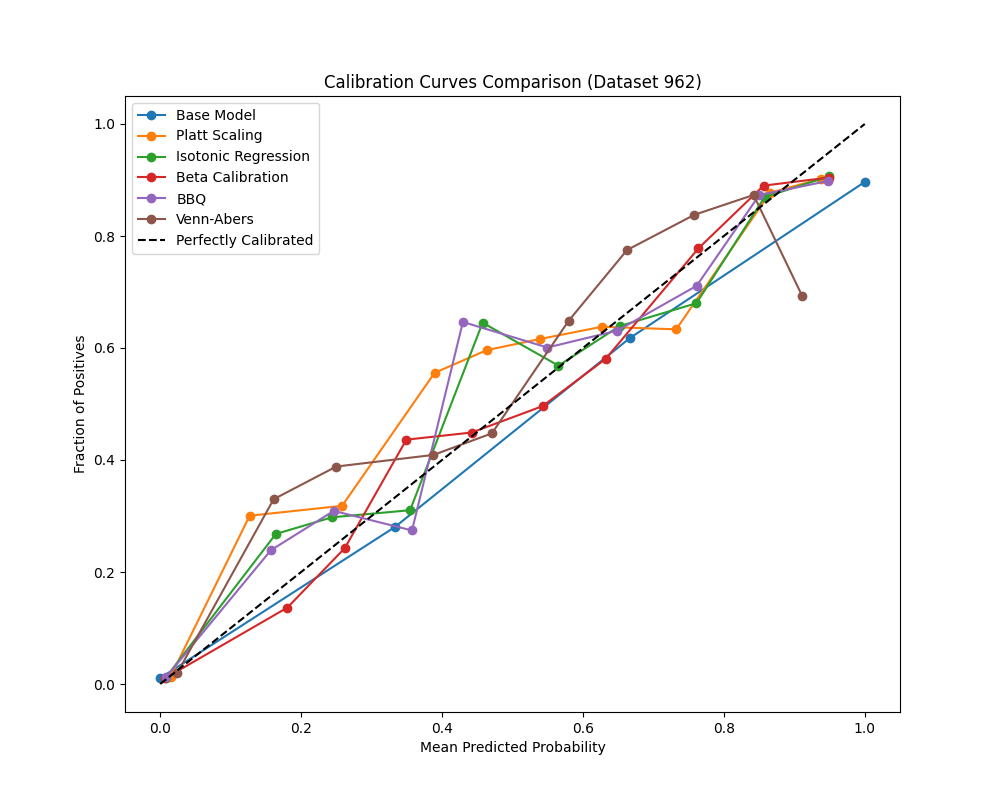 Calibration Curves Comparison (Dataset 962)
Base Model
Platt Scaling
Isotonic Regression
Beta Calibration
BBQ
Venn-Abers
Perfectly Calibrated
Fraction of Positives
1.0
0.8
0.6
0.4
0.2
0.0
0.0 0.2 0.4 0.6 0.8 1.0
Mean Predicted Probability